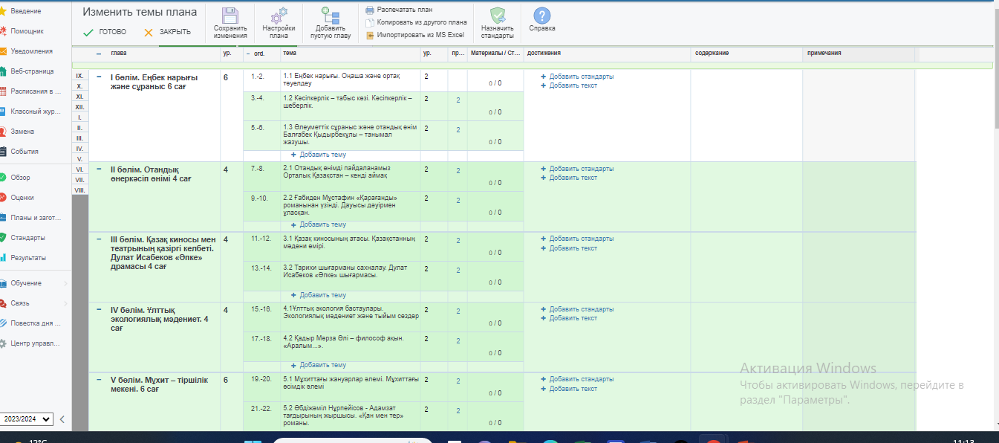 Введение
Помощник
Уведомления
Веб-страница
Расписания в ...
Классный жур...
Замена
События
Обзор
Оценки
Планы и загот...
Стандарты
Результаты
Обучение
Связь
Повестка дня ...
Центр управл...
2023/2024
Изменить темы плана
ГОТОВО
ЗАКРЫТЬ
Сохранить
изменения
Настройки
плана
Добавить
пустую главу
Распечатать план
Копировать из другого плана
Импортировать из MS Excel
Назначить
стандарты
Справка
– глава ур. – ord. тема ур. пр... Материалы / Ст... достижения содержание примечания
IX.
X.
XI.
XII.
I.
II.
III.
IV.
V.
VI.
VII.
VIII.
– I бөлім. Еңбек нарығы
және сұраныс 6 сағ
6
1.-2.
1.1 Еңбек нарығы. Оңаша және ортақ
тәуелдеу
2
0 / 0
3.-4.
1.2 Кәсіпкерлік – табыс көзі. Кәсіпкерлік –
шеберлік.
2
2
0 / 0
5.-6.
1.3 Әлеуметтік сұраныс және отандық өнім
Балғабек Қыдырбекұлы – танымал
жазушы.
2
2
0 / 0
+ Добавить тему
+ Добавить стандарты
+ Добавить текст
– II бөлім. Отандық
өнеркәсіп өнімі 4 сағ
4
7.-8.
2.1 Отандық өнімді пайдаланамыз
Орталық Қазақстан – кенді аймақ
2
2
0 / 0
9.-10.
2.2 Ғабиден Мұстафин «Қарағанды»
романынан үзінді. Дауысы дәуірмен
ұласқан.
2
2
0 / 0
+ Добавить тему
+ Добавить стандарты
+ Добавить текст
– III бөлім. Қазақ киносы мен
театрының қазіргі келбеті.
Дулат Исабеков «Әпке»
драмасы 4 сағ
4
11.-12.
3.1 Қазақ киносының атасы. Қазақстанның
мәдени өмірі.
2
2
0 / 0
13.-14.
3.2 Тарихи шығарманы сахналау. Дулат
Исабеков «Әпке» шығармасы.
2
2
0 / 0
+ Добавить тему
+ Добавить стандарты
+ Добавить текст
– IV бөлім. Ұлттық
экологиялық мәдениет. 4
сағ
4
15.-16.
4.1Ұлттық экология бастаулары.
Экологиялық мәдениет және тыйым сөздер
2
2
0 / 0
17.-18.
4.2 Қадыр Мәрза Әлі – философ ақын.
«Аралым...».
2
2
0 / 0
+ Добавить тему
+ Добавить стандарты
+ Добавить текст
– V бөлім. Мұхит – тіршілік
мекені. 6 сағ
6
19.-20.
5.1 Мұхиттағы жануарлар әлемі. Мұхиттағы
өсімдік әлемі
2
2
0 / 0
21.-22.
5.2 Әбдіжәміл Нұрпейісов - Адамзат
тағдырының жыршысы. «Қан мен тер»
романы.
2
2
0 / 0
+ Добавить стандарты
+ Добавить текст
Активация Windows
Чтобы активировать Windows, перейдите в
раздел "Параметры".